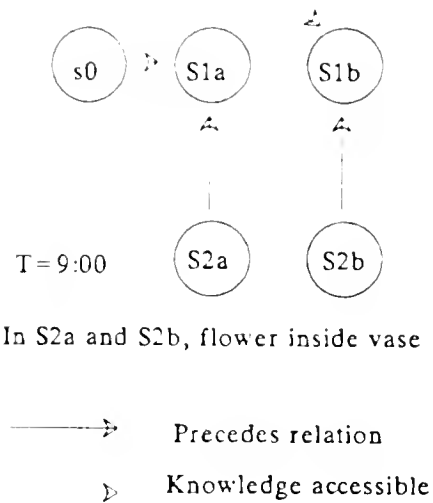 s0 S1a S1b
T = 9:00 S2a S2b
In S2a and S2b, flower inside vase
Precedes relation
Knowledge accessible